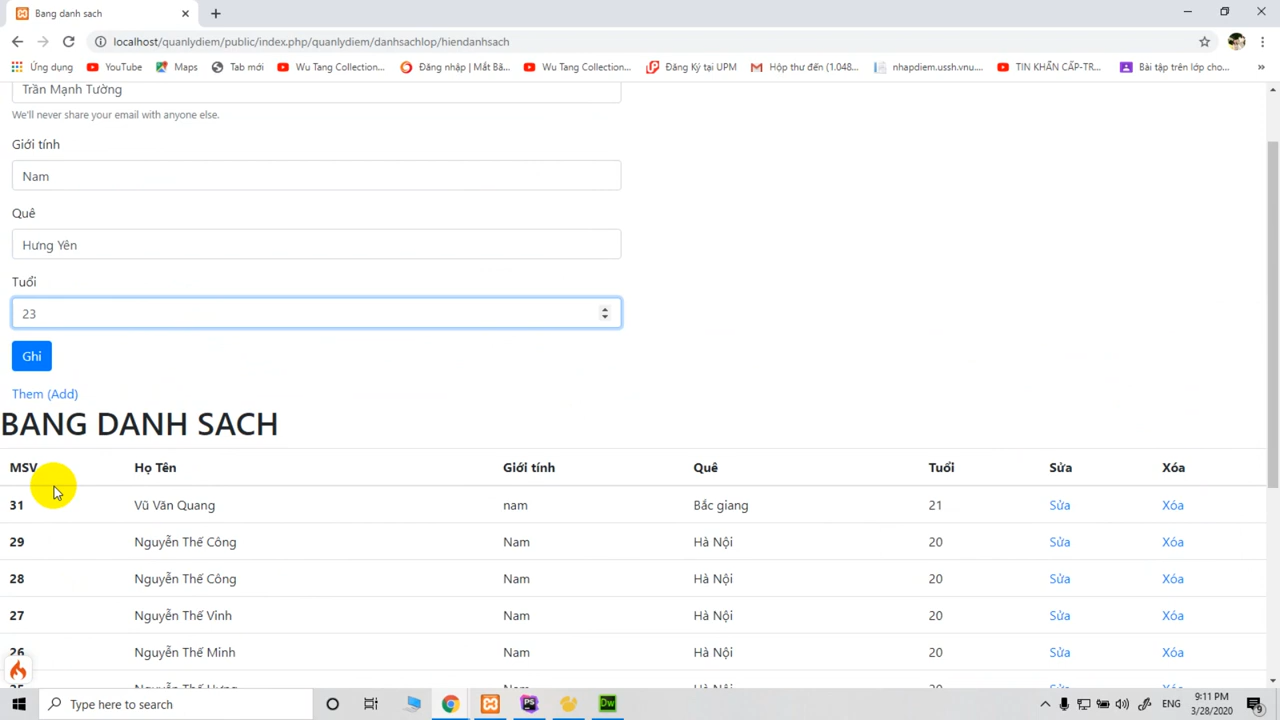 Bang danh sach
localhost/quanlydiem/public/index.php/quanlydiem/danhsachlop/hiendanhsach
Ứng dụng YouTube Maps Tab mới Wu Tang Collection... Đăng nhập | Mắt Bã... Wu Tang Collection... Đăng Ký tại UPM Hộp thư đến (1.048... nhapdiem.ussh.vnu.... TIN KHẨN CẤP-TR... Bài tập trên lớp cho... »
Trần Mạnh Tường
We'll never share your email with anyone else.
Giới tính
Nam
Quê
Hưng Yên
Tuổi
23
Ghi
Them (Add)
BANG DANH SACH
MSV Họ Tên Giới tính Quê Tuổi Sửa Xóa
31 Vũ Văn Quang nam Bắc giang 21 Sửa Xóa
29 Nguyễn Thế Công Nam Hà Nội 20 Sửa Xóa
28 Nguyễn Thế Công Nam Hà Nội 20 Sửa Xóa
27 Nguyễn Thế Vinh Nam Hà Nội 20 Sửa Xóa
26 Nguyễn Thế Minh Nam Hà Nội 20 Sửa Xóa
Type here to search
PS
Dw
ENG
9:11 PM
3/28/2020
9